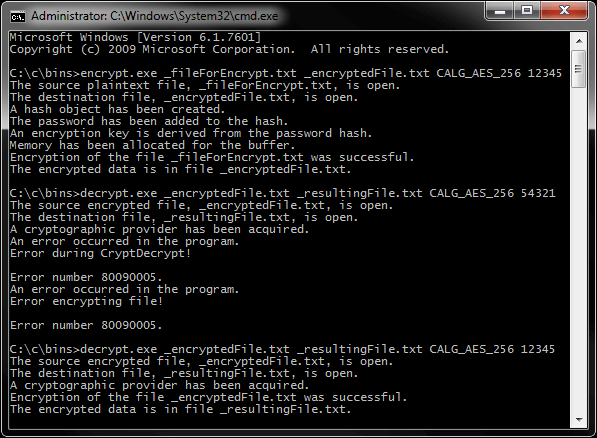 Administrator: C:\Windows\System32\cmd.exe
Microsoft Windows [Version 6.1.7601]
Copyright (c) 2009 Microsoft Corporation.  All rights reserved.
C:\c\bins>encrypt.exe _fileForEncrypt.txt _encryptedFile.txt CALG_AES_256 12345
The source plaintext file, _fileForEncrypt.txt, is open.
The destination file, _encryptedFile.txt, is open.
A hash object has been created.
The password has been added to the hash.
An encryption key is derived from the password hash.
Memory has been allocated for the buffer.
Encryption of the file _fileForEncrypt.txt was successful.
The encrypted data is in file _encryptedFile.txt.
C:\c\bins>decrypt.exe _encryptedFile.txt _resultingFile.txt CALG_AES_256 54321
The source encrypted file, _encryptedFile.txt, is open.
The destination file, _resultingFile.txt, is open.
A cryptographic provider has been acquired.
An error occurred in the program.
Error during CryptDecrypt!
Error number 80090005.
An error occurred in the program.
Error encrypting file!
Error number 80090005.
C:\c\bins>decrypt.exe _encryptedFile.txt _resultingFile.txt CALG_AES_256 12345
The source encrypted file, _encryptedFile.txt, is open.
The destination file, _resultingFile.txt, is open.
A cryptographic provider has been acquired.
Encryption of the file _encryptedFile.txt was successful.
The encrypted data is in file _resultingFile.txt.